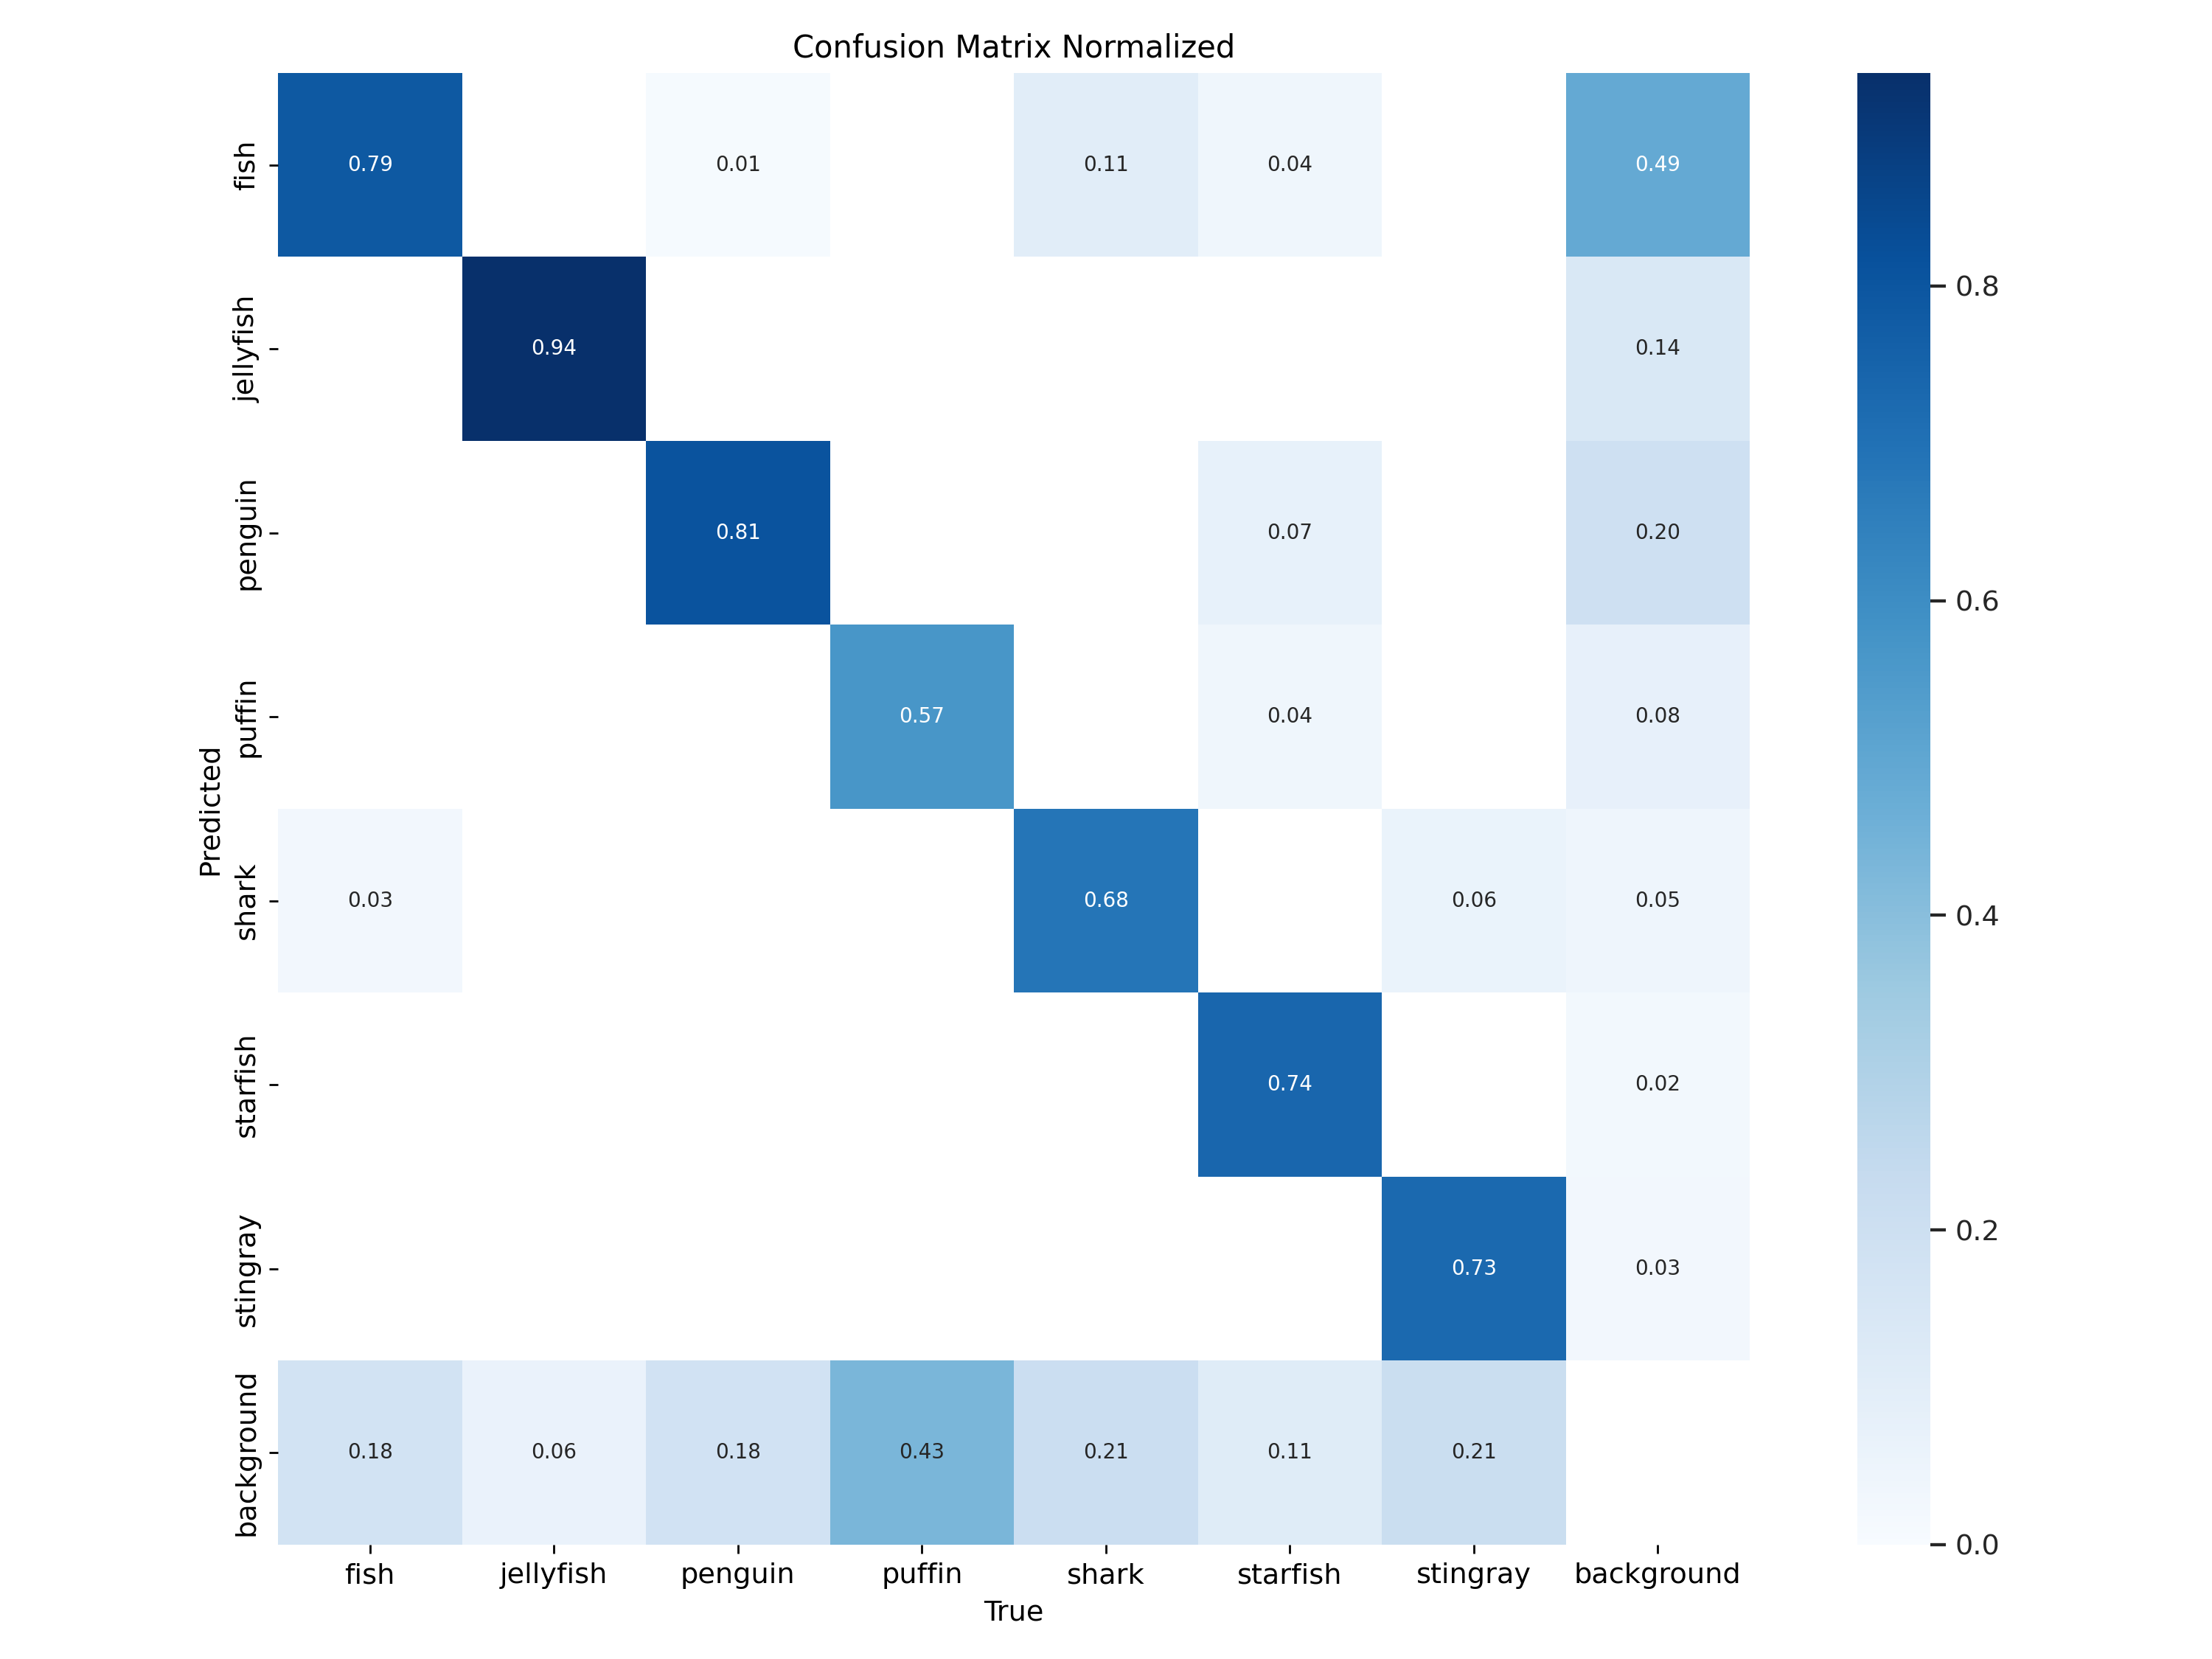 Confusion Matrix Normalized
fish 0.79 0.01 0.11 0.04 0.49
jellyfish 0.94 0.14
penguin 0.81 0.07 0.20
puffin 0.57 0.04 0.08
shark 0.03 0.68 0.06 0.05
starfish 0.74 0.02
stingray 0.73 0.03
background 0.18 0.06 0.18 0.43 0.21 0.11 0.21
Predicted
fish jellyfish penguin puffin shark starfish stingray background
True
0.8
0.6
0.4
0.2
0.0